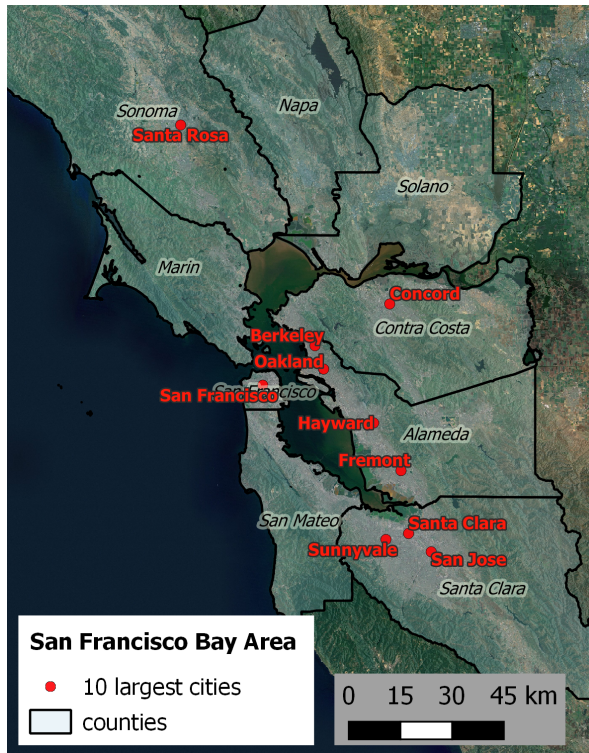 Napa
Sonoma
Santa Rosa
Solano
Marin
Concord
Contra Costa
Berkeley
Oakland
San Francisco
San Francisco
Hayward
Alameda
Fremont
San Mateo
Santa Clara
Sunnyvale
San Jose
Santa Clara
San Francisco Bay Area
10 largest cities
counties
0 15 30 45 km